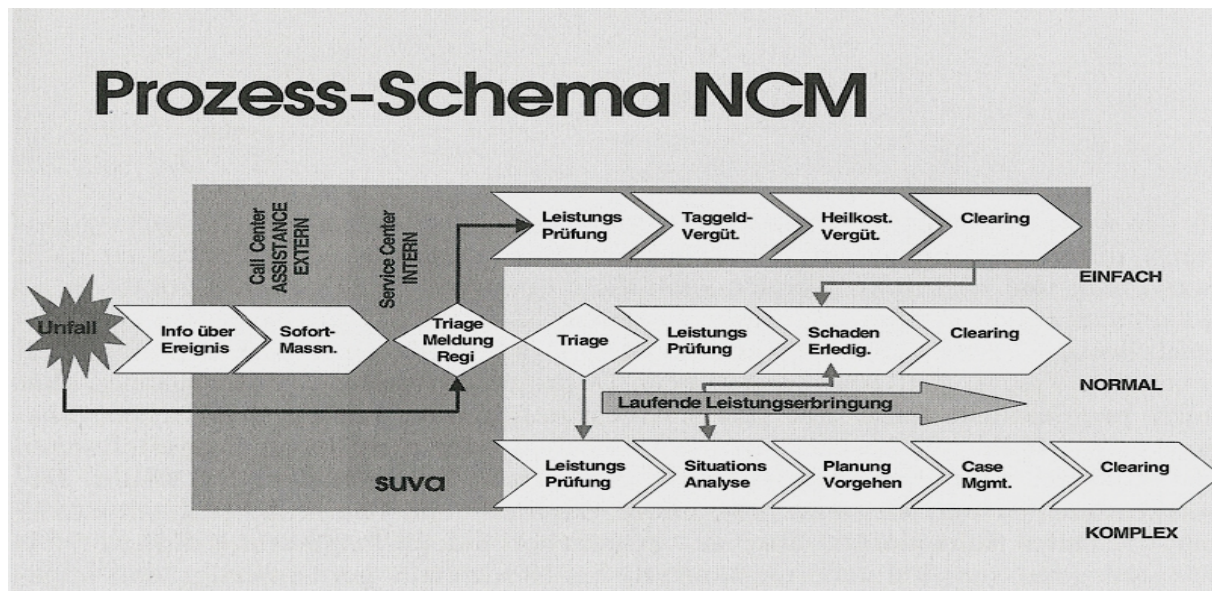 Prozess-Schema NCM
Call Center
ASSISTANCE
EXTERN
Service Center
INTERN
Leistungs
Prüfung
Taggeld-
Vergüt.
Heilkost.
Vergüt.
Clearing
EINFACH
Unfall
Info über
Ereignis
Sofort-
Massn.
Triage
Meldung
Regi
Triage
Leistungs
Prüfung
Schaden
Erledig.
Clearing
NORMAL
Laufende Leistungserbringung
suva
Leistungs
Prüfung
Situations
Analyse
Planung
Vorgehen
Case
Mgmt.
Clearing
KOMPLEX